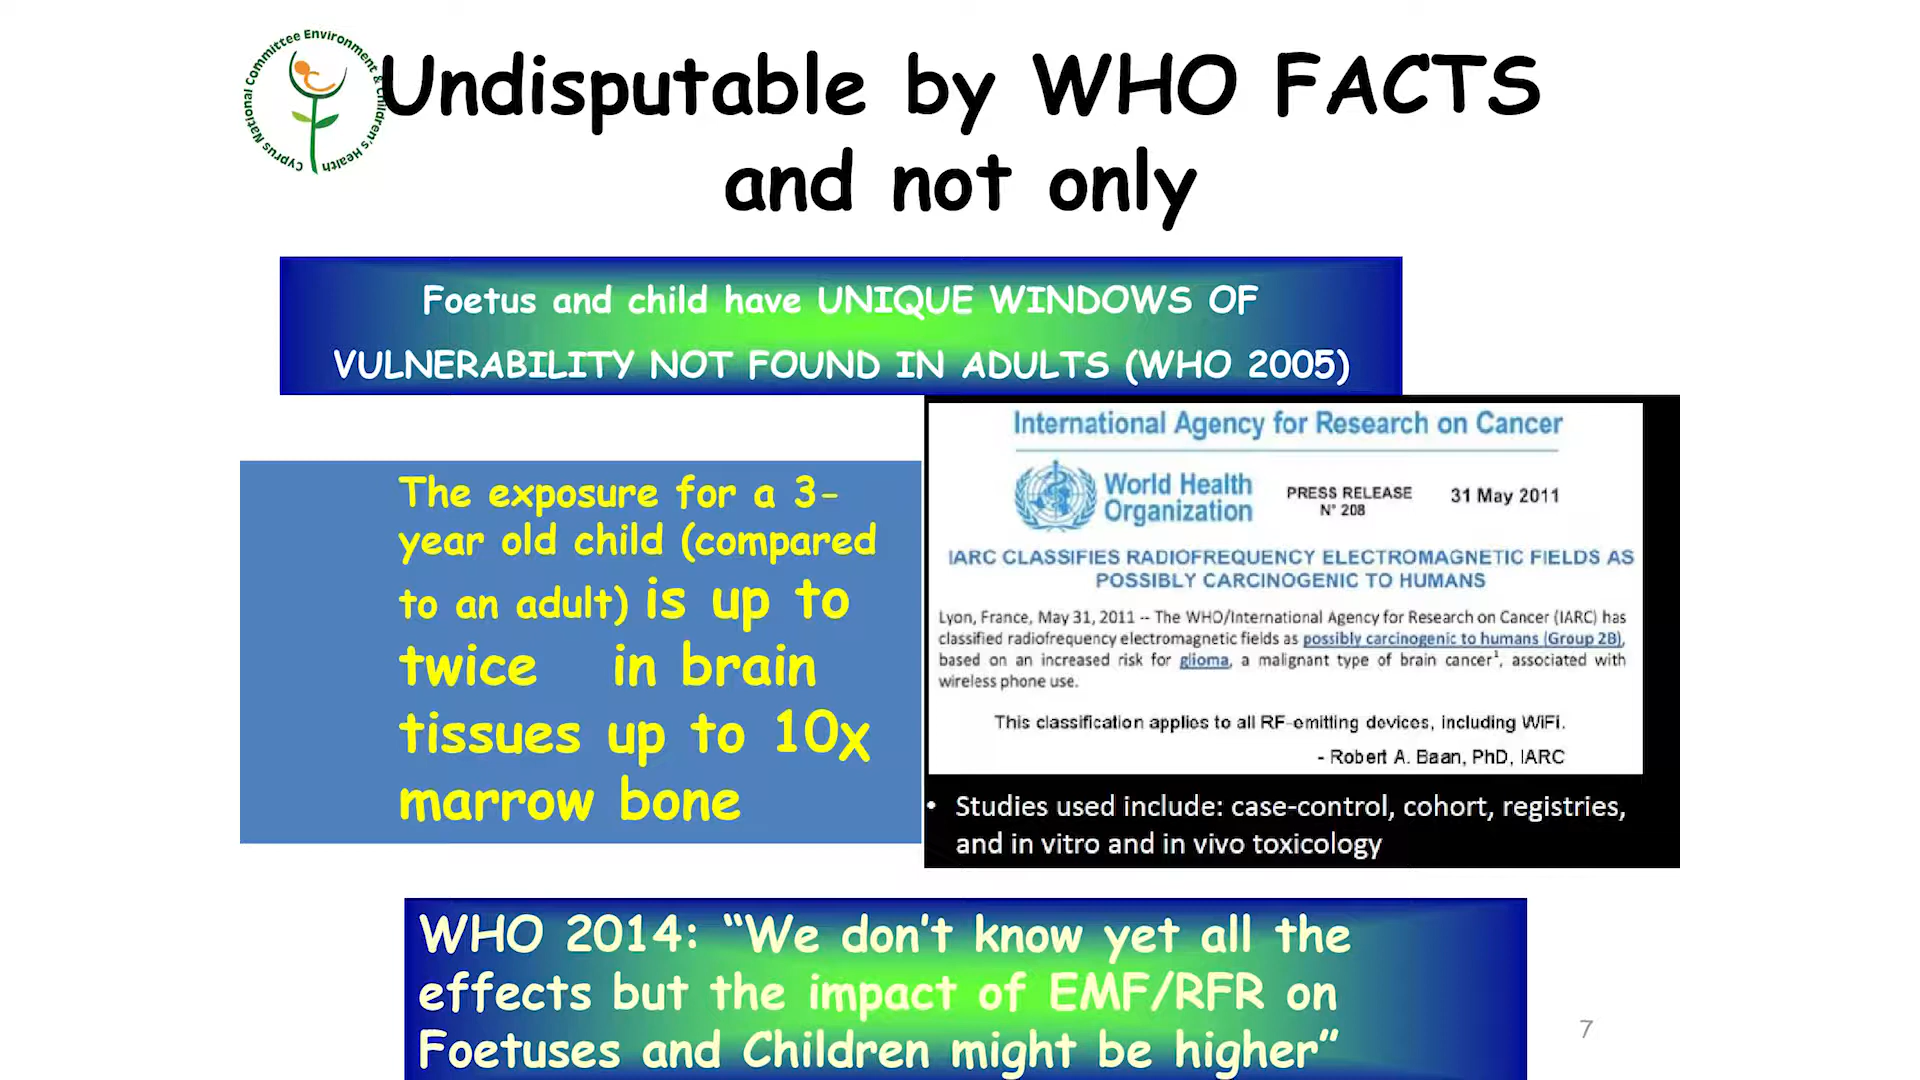 Cyprus National Committee Environment & Children's Health
Undisputable by WHO FACTS
and not only
Foetus and child have UNIQUE WINDOWS OF
VULNERABILITY NOT FOUND IN ADULTS (WHO 2005)
The exposure for a 3-
year old child (compared
to an adult) is up to
twice in brain
tissues up to 10x
marrow bone
International Agency for Research on Cancer
World Health
Organization
PRESS RELEASE
N° 208
31 May 2011
IARC CLASSIFIES RADIOFREQUENCY ELECTROMAGNETIC FIELDS AS
POSSIBLY CARCINOGENIC TO HUMANS
Lyon, France, May 31, 2011 -- The WHO/International Agency for Research on Cancer (IARC) has
classified radiofrequency electromagnetic fields as possibly carcinogenic to humans (Group 2B),
based on an increased risk for glioma, a malignant type of brain cancer¹, associated with
wireless phone use.
This classification applies to all RF-emitting devices, including WiFi.
- Robert A. Baan, PhD, IARC
• Studies used include: case-control, cohort, registries,
and in vitro and in vivo toxicology
WHO 2014: “We don’t know yet all the
effects but the impact of EMF/RFR on
Foetuses and Children might be higher”
7